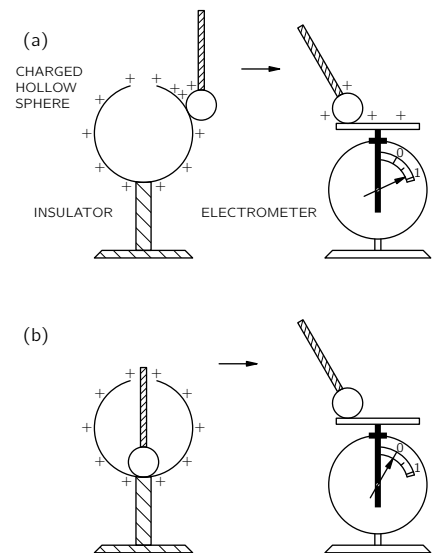 (a)
CHARGED
HOLLOW
SPHERE
INSULATOR
ELECTROMETER
0
1
(b)
0
1